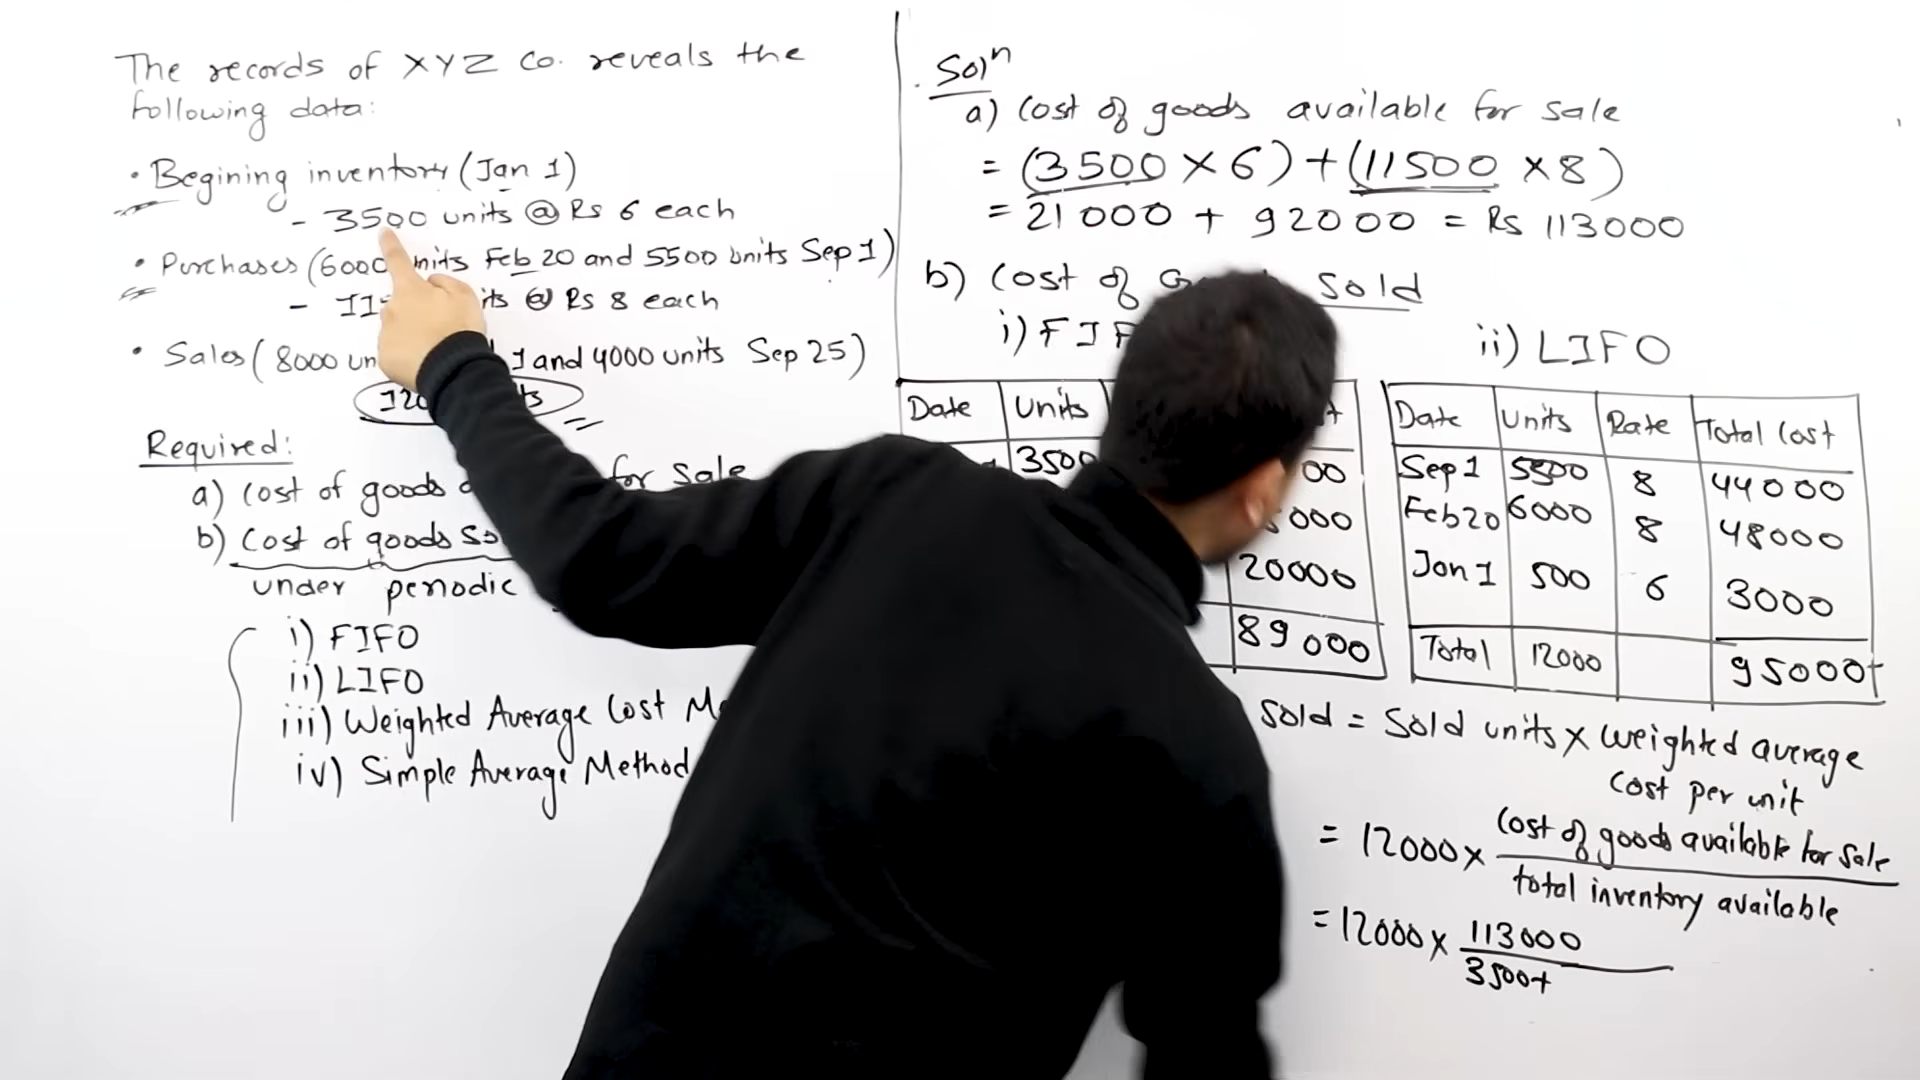 The records of XYZ Co. reveals the
following data:
• Begining inventory (Jan 1)
- 3500 units @ Rs 6 each
• Purchases (6000 units Feb 20 and 5500 units Sep 1)
- @ Rs 8 each
• Sales (8000 1 and 4000 units Sep 25)
Required:
a) Cost of goods for sale
b) Cost of goods
under periodic
i) FIFO
ii) LIFO
iii) Weighted Average Cost
iv) Simple Average Method
Solⁿ
a) Cost of goods available for sale
= (3500 × 6) + (11500 × 8)
= 21000 + 92000 = Rs 113000
b) Cost of Sold
i)
Date Units
3500
20000
89000
ii) LIFO
Date Units Rate Total Cost
Sep 1 5500 8 44000
Feb 20 6000 8 48000
Jan 1 500 6 3000
Total 12000 95000
Sold = Sold units × weighted average
cost per unit
= 12000 × Cost of goods available for sale
total inventory available
= 12000 × 113000
3500+